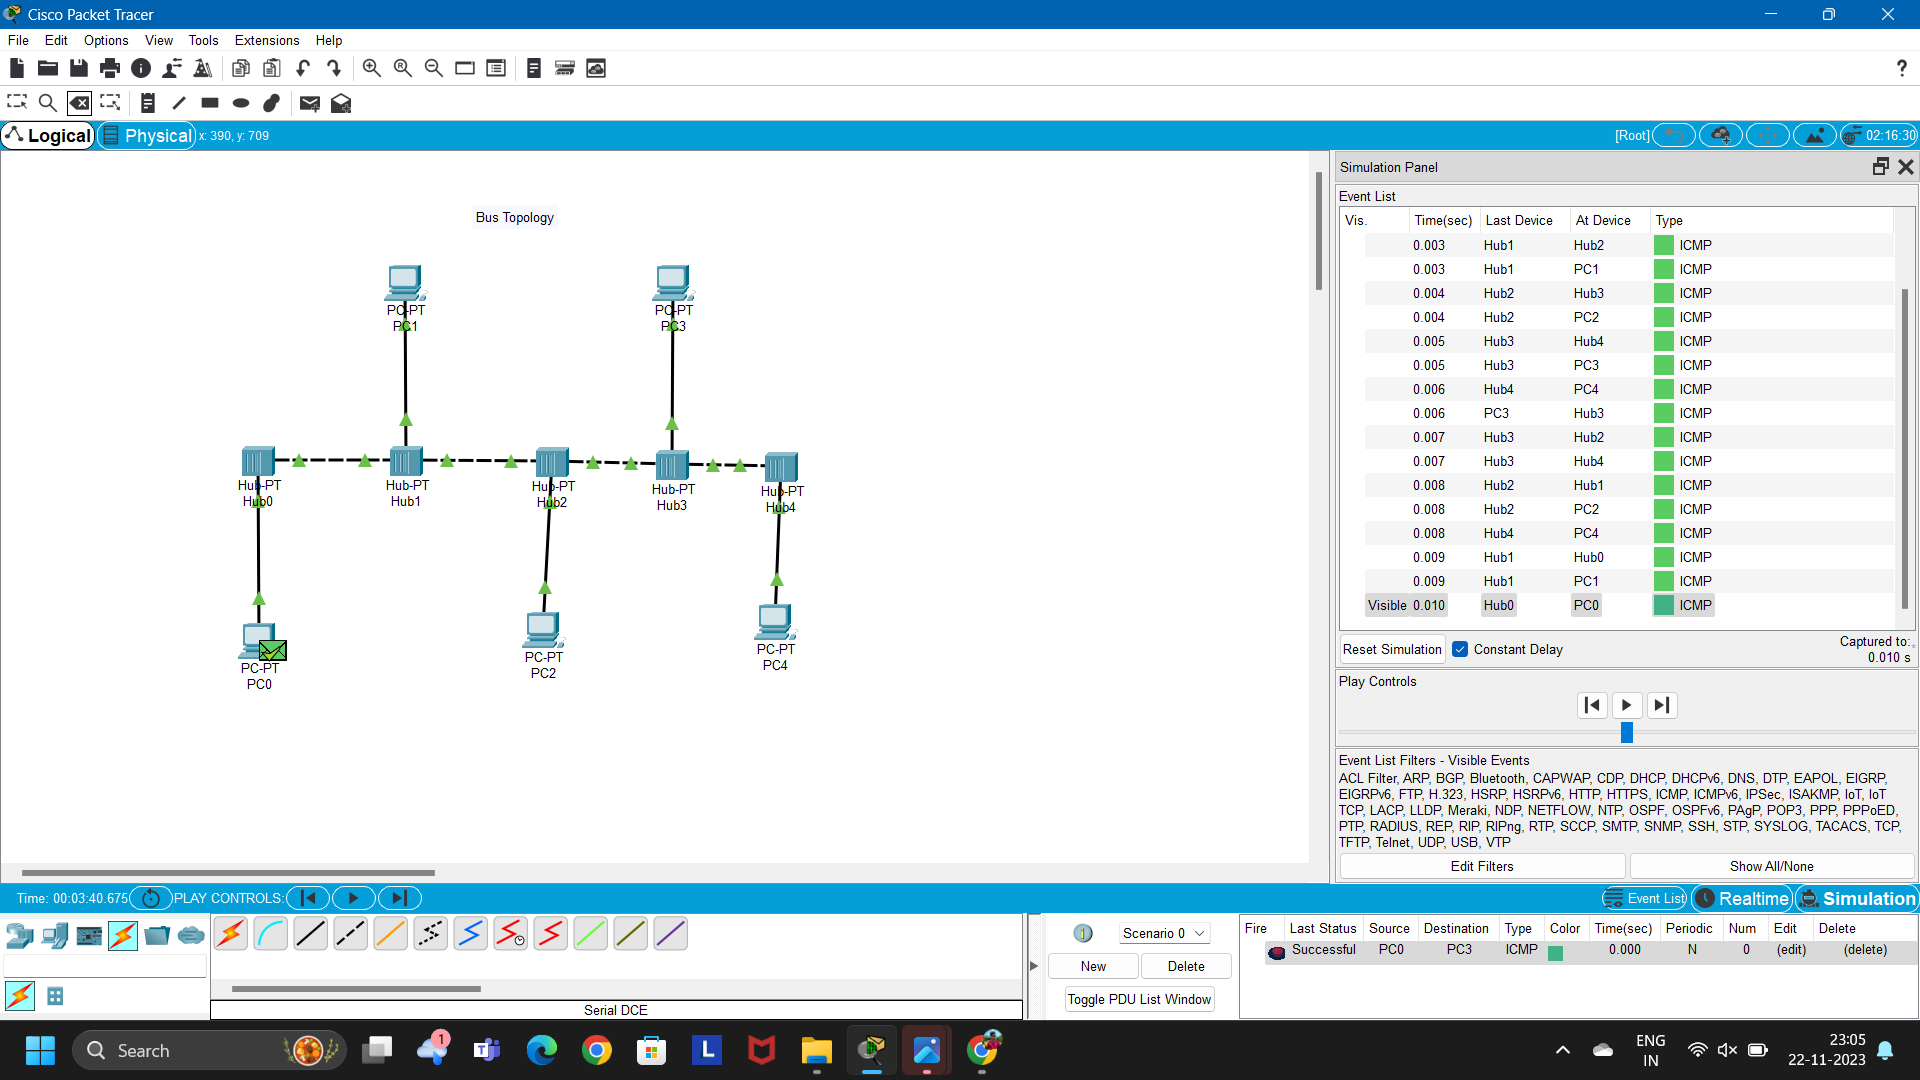 Cisco Packet Tracer
File Edit Options View Tools Extensions Help
?
Logical Physical x: 390, y: 709
[Root] 02:16:30
Bus Topology
PC-PT
PC1
PC-PT
PC3
Hub-PT
Hub0
Hub-PT
Hub1
Hub-PT
Hub2
Hub-PT
Hub3
Hub-PT
Hub4
PC-PT
PC0
PC-PT
PC2
PC-PT
PC4
Simulation Panel
Event List
Vis. Time(sec) Last Device At Device Type
0.003 Hub1 Hub2 ICMP
0.003 Hub1 PC1 ICMP
0.004 Hub2 Hub3 ICMP
0.004 Hub2 PC2 ICMP
0.005 Hub3 Hub4 ICMP
0.005 Hub3 PC3 ICMP
0.006 Hub4 PC4 ICMP
0.006 PC3 Hub3 ICMP
0.007 Hub3 Hub2 ICMP
0.007 Hub3 Hub4 ICMP
0.008 Hub2 Hub1 ICMP
0.008 Hub2 PC2 ICMP
0.008 Hub4 PC4 ICMP
0.009 Hub1 Hub0 ICMP
0.009 Hub1 PC1 ICMP
Visible 0.010 Hub0 PC0 ICMP
Reset Simulation Constant Delay
Captured to:
0.010 s
Play Controls
Event List Filters - Visible Events
ACL Filter, ARP, BGP, Bluetooth, CAPWAP, CDP, DHCP, DHCPv6, DNS, DTP, EAPOL, EIGRP,
EIGRPv6, FTP, H.323, HSRP, HSRPv6, HTTP, HTTPS, ICMP, ICMPv6, IPSec, ISAKMP, IoT, IoT
TCP, LACP, LLDP, Meraki, NDP, NETFLOW, NTP, OSPF, OSPFv6, PAgP, POP3, PPP, PPPoED,
PTP, RADIUS, REP, RIP, RIPng, RTP, SCCP, SMTP, SNMP, SSH, STP, SYSLOG, TACACS, TCP,
TFTP, Telnet, UDP, USB, VTP
Edit Filters Show All/None
Time: 00:03:40.675 PLAY CONTROLS: Event List Realtime Simulation
Scenario 0
New Delete
Toggle PDU List Window
Fire Last Status Source Destination Type Color Time(sec) Periodic Num Edit Delete
Successful PC0 PC3 ICMP 0.000 N 0 (edit) (delete)
Serial DCE
Search
1
L
ENG
IN
23:05
22-11-2023